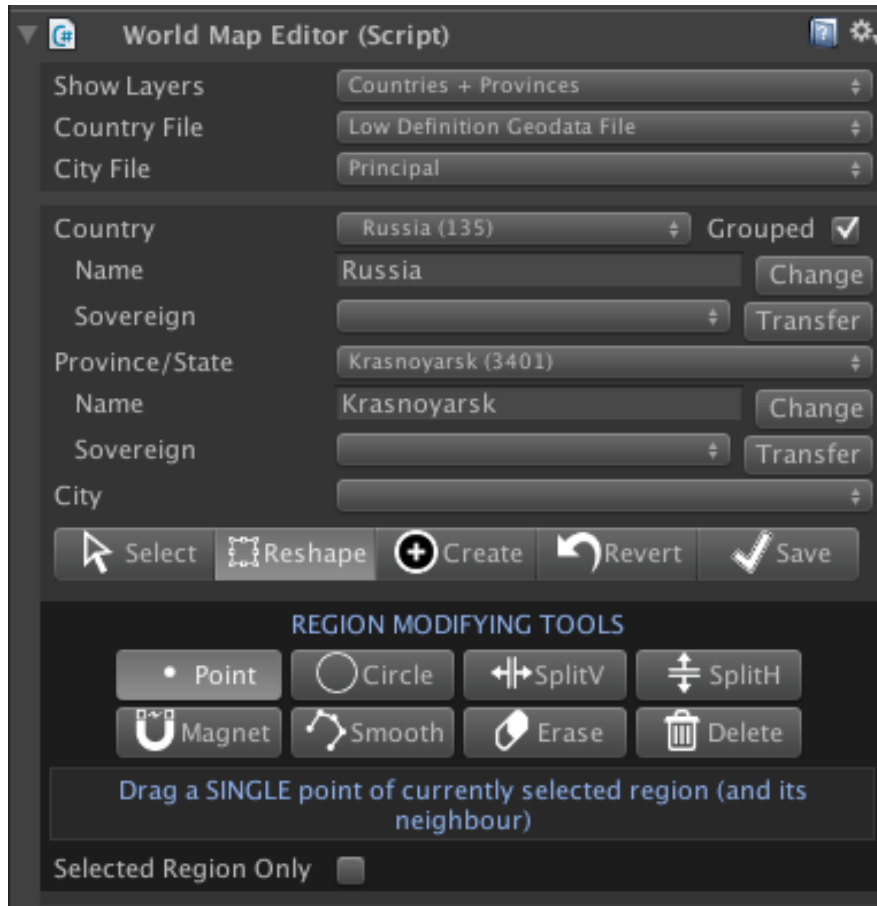 World Map Editor (Script)
Show Layers Countries + Provinces
Country File Low Definition Geodata File
City File Principal
Country Russia (135) Grouped
Name Russia Change
Sovereign Transfer
Province/State Krasnoyarsk (3401)
Name Krasnoyarsk Change
Sovereign Transfer
City
Select Reshape Create Revert Save
REGION MODIFYING TOOLS
Point Circle SplitV SplitH
Magnet Smooth Erase Delete
Drag a SINGLE point of currently selected region (and its
neighbour)
Selected Region Only